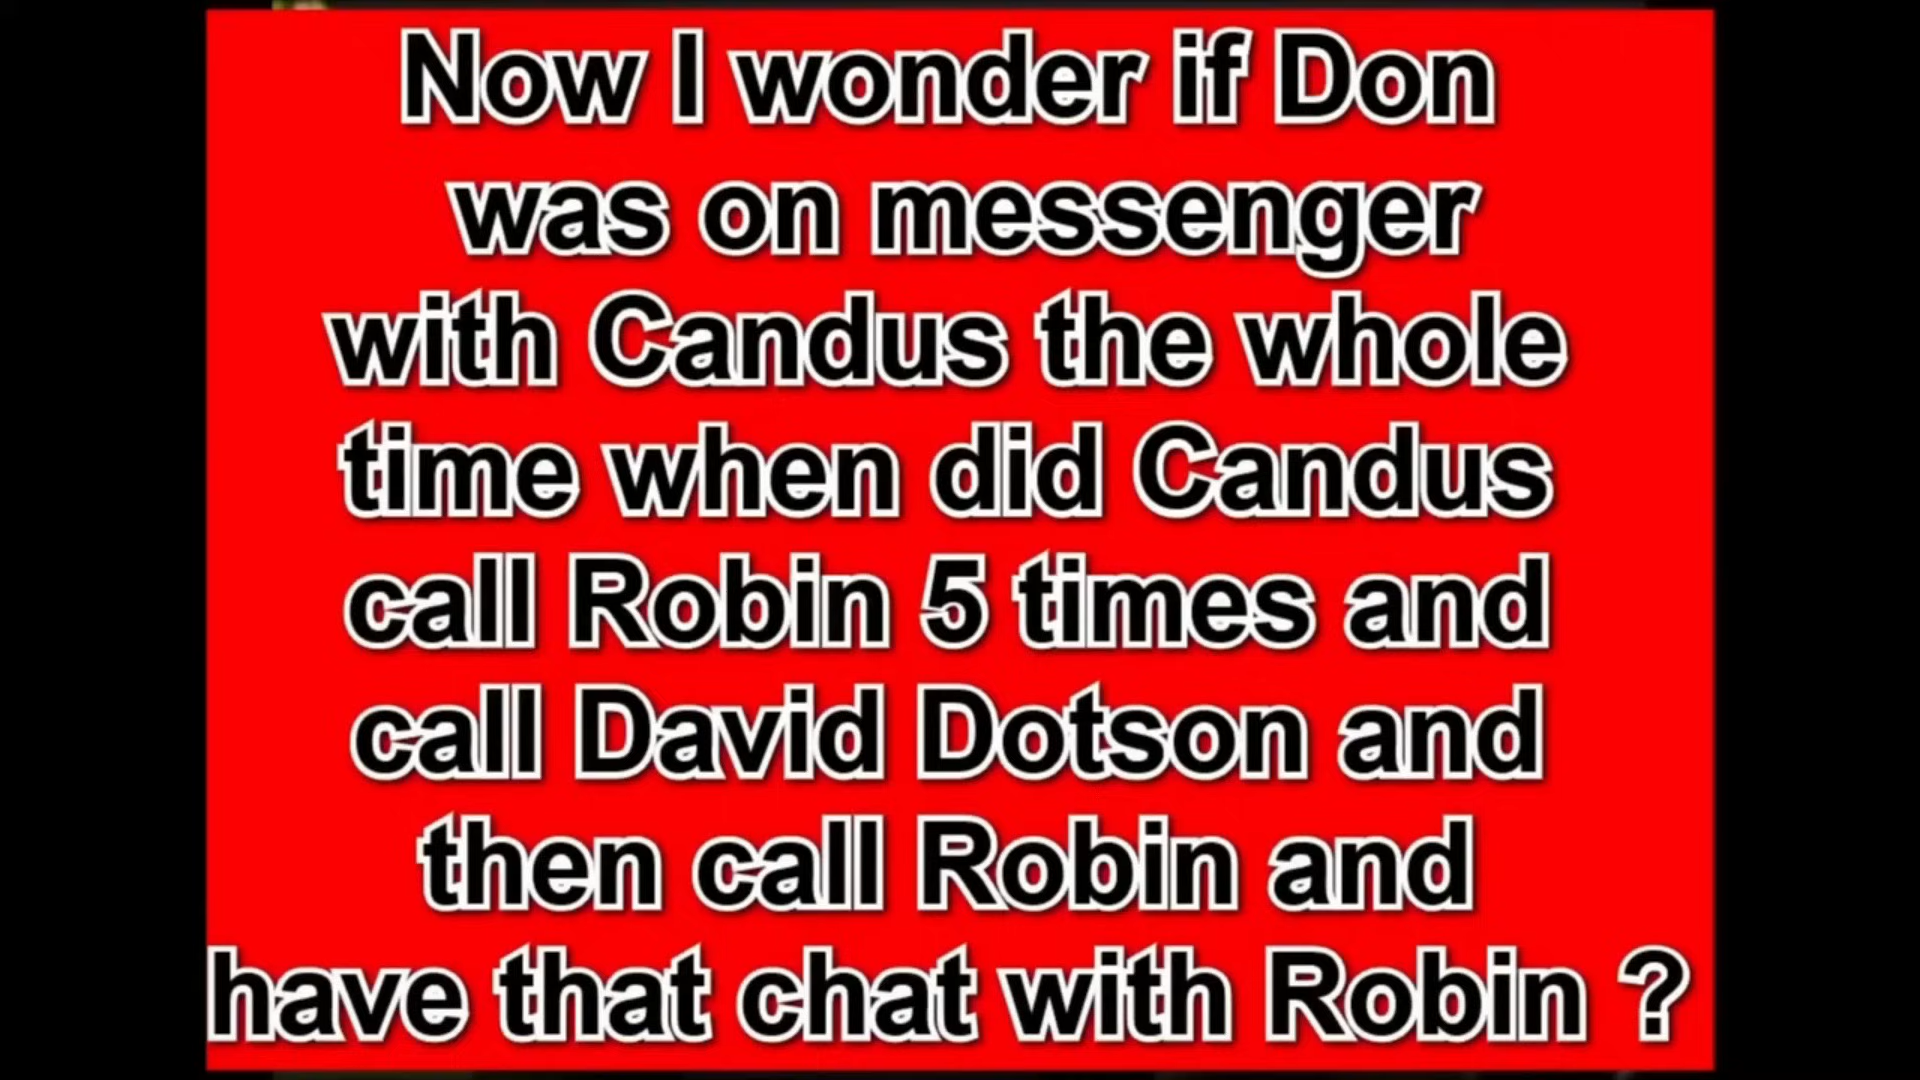 Now I wonder if Don
was on messenger
with Candus the whole
time when did Candus
call Robin 5 times and
call David Dotson and
then call Robin and
have that chat with Robin ?